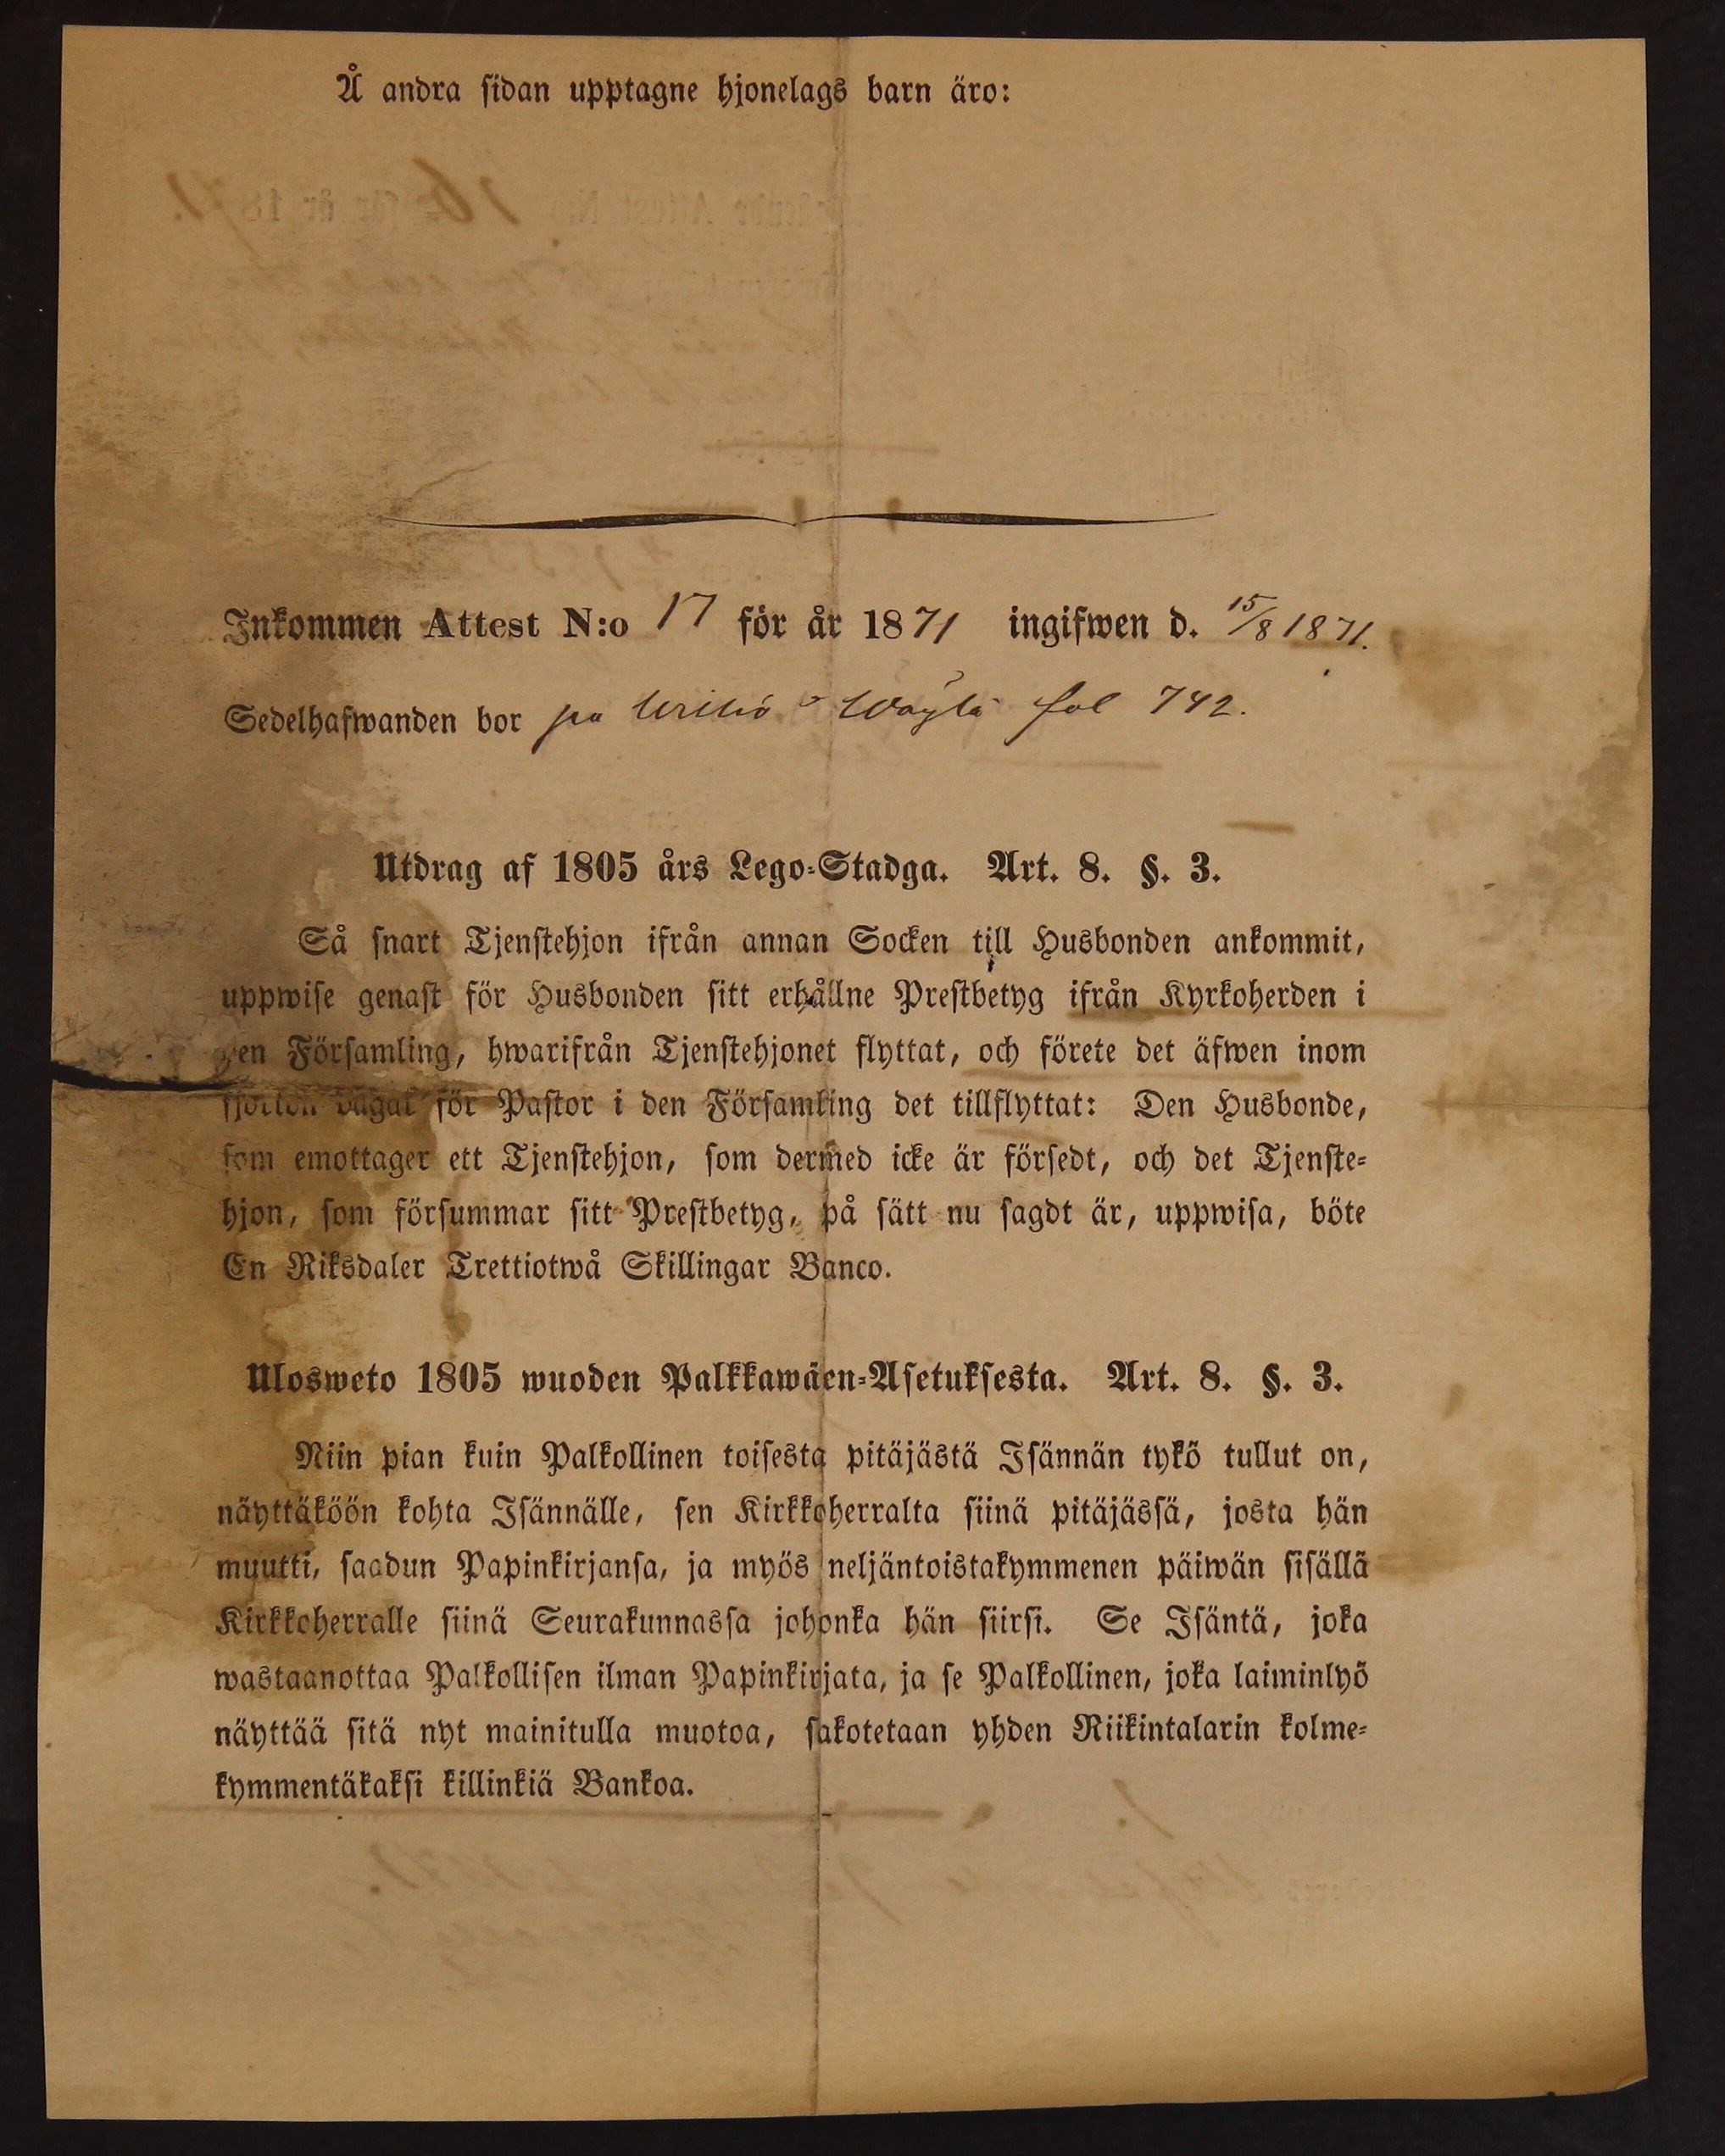 Å andra sidan upptagne hjonelags barn äro:
Inkommen Attest N:o 17 för år 1871 ingifwen d. 15/8 1871.
Sedelhafwanden bor på fol 742.
Utdrag af 1805 års Lego-Stadga. Art. 8. §. 3.
Så snart Tjenstehjon ifrån annan Socken till Husbonden ankommit,
uppwise genast för Husbonden sitt erhållne Prestbetyg ifrån Kyrkoherden i
den Församling, hwarifrån Tjenstehjonet flyttat, och förete det äfwen inom
fjorton dagar för Pastor i den Församling det tillflyttat: Den Husbonde,
som emottager ett Tjenstehjon, som dermed icke är försedt, och det Tjenste-
hjon, som försummar sitt Prestbetyg, på sätt nu sagdt är, uppwisa, böte
En Riksdaler Trettiotwå Skillingar Banco.
Ulosweto 1805 wuoden Palkkawäen-Asetuksesta. Art. 8. §. 3.
Niin pian kuin Palkollinen toisesta pitäjästä Isännän tykö tullut on,
näyttäköön kohta Isännälle, sen Kirkkoherralta siinä pitäjässä, josta hän
muutti, saadun Papinkirjansa, ja myös neljäntoistakymmenen päiwän sisällä
Kirkkoherralle siinä Seurakunnassa johonka hän siirsi. Se Isäntä, joka
wastaanottaa Palkollisen ilman Papinkirjata, ja se Palkollinen, joka laiminlyö
näyttää sitä nyt mainitulla muotoa, sakotetaan yhden Riikintalarin kolme-
kymmentäkaksi killinkiä Bankoa.